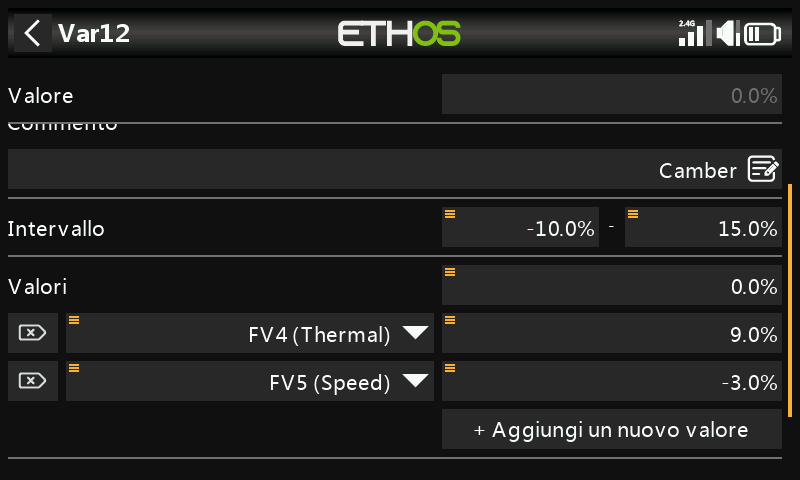 Var12
ETHOS
2.4G
Valore
0.0%
Commento
Camber
Intervallo
-10.0% - 15.0%
Valori
0.0%
FV4 (Thermal)
9.0%
FV5 (Speed)
-3.0%
+ Aggiungi un nuovo valore